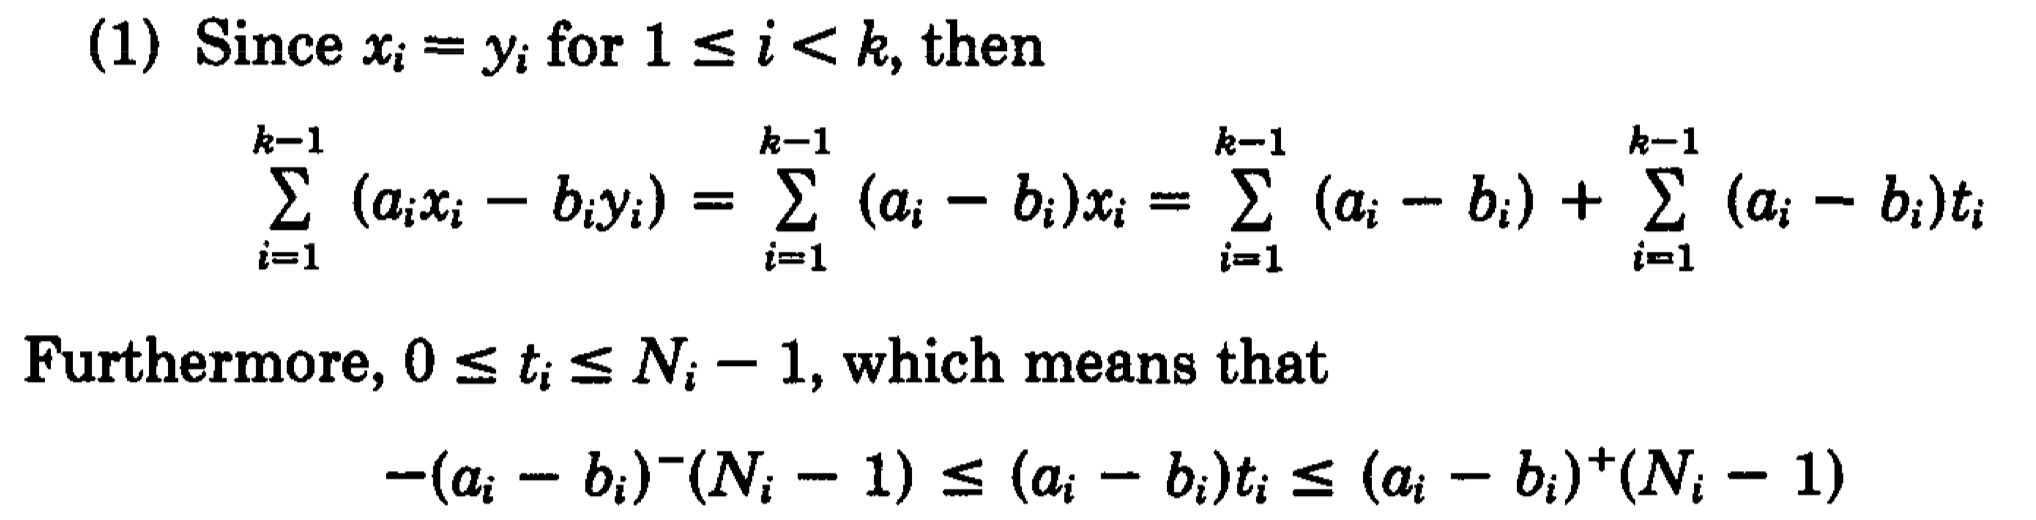 (1) Since xᵢ = yᵢ for 1 ≤ i < k, then
∑_{i=1}^{k−1} (aᵢxᵢ − bᵢyᵢ) = ∑_{i=1}^{k−1} (aᵢ − bᵢ)xᵢ = ∑_{i=1}^{k−1} (aᵢ − bᵢ) + ∑_{i=1}^{k−1} (aᵢ − bᵢ)tᵢ
Furthermore, 0 ≤ tᵢ ≤ Nᵢ − 1, which means that
−(aᵢ − bᵢ)⁻(Nᵢ − 1) ≤ (aᵢ − bᵢ)tᵢ ≤ (aᵢ − bᵢ)⁺(Nᵢ − 1)